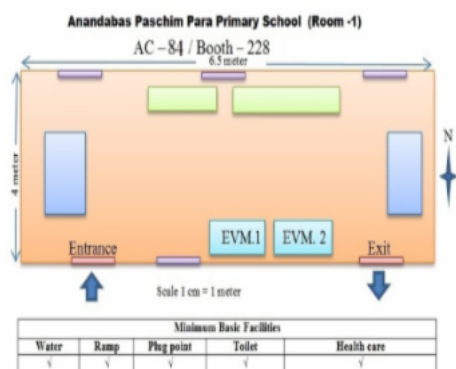 Anandabas Paschim Para Primary School (Room -1)
AC – 84 / Booth – 228
6.5 meter
4 meter
N
EVM.1 EVM. 2
Entrance Exit
Scale 1 cm = 1 meter
Minimum Basic Facilities
Water Ramp Plug point Toilet Health care
√ √ √ √ √